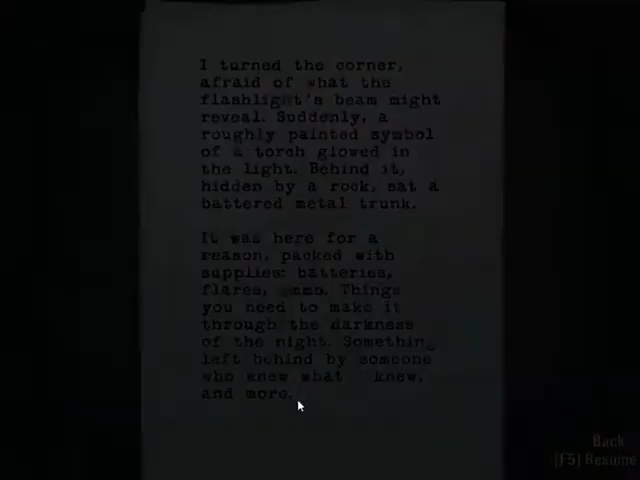 I turned the corner,
afraid of what the
flashlight's beam might
reveal. Suddenly, a
roughly painted symbol
of a torch glowed in
the light. Behind it,
hidden by a rock, sat a
battered metal trunk.
It was here for a
reason, packed with
supplies: batteries,
flares, ammo. Things
you need to make it
through the darkness
of the night. Something
left behind by someone
who knew what knew,
and more.
Back
[F5] Resume